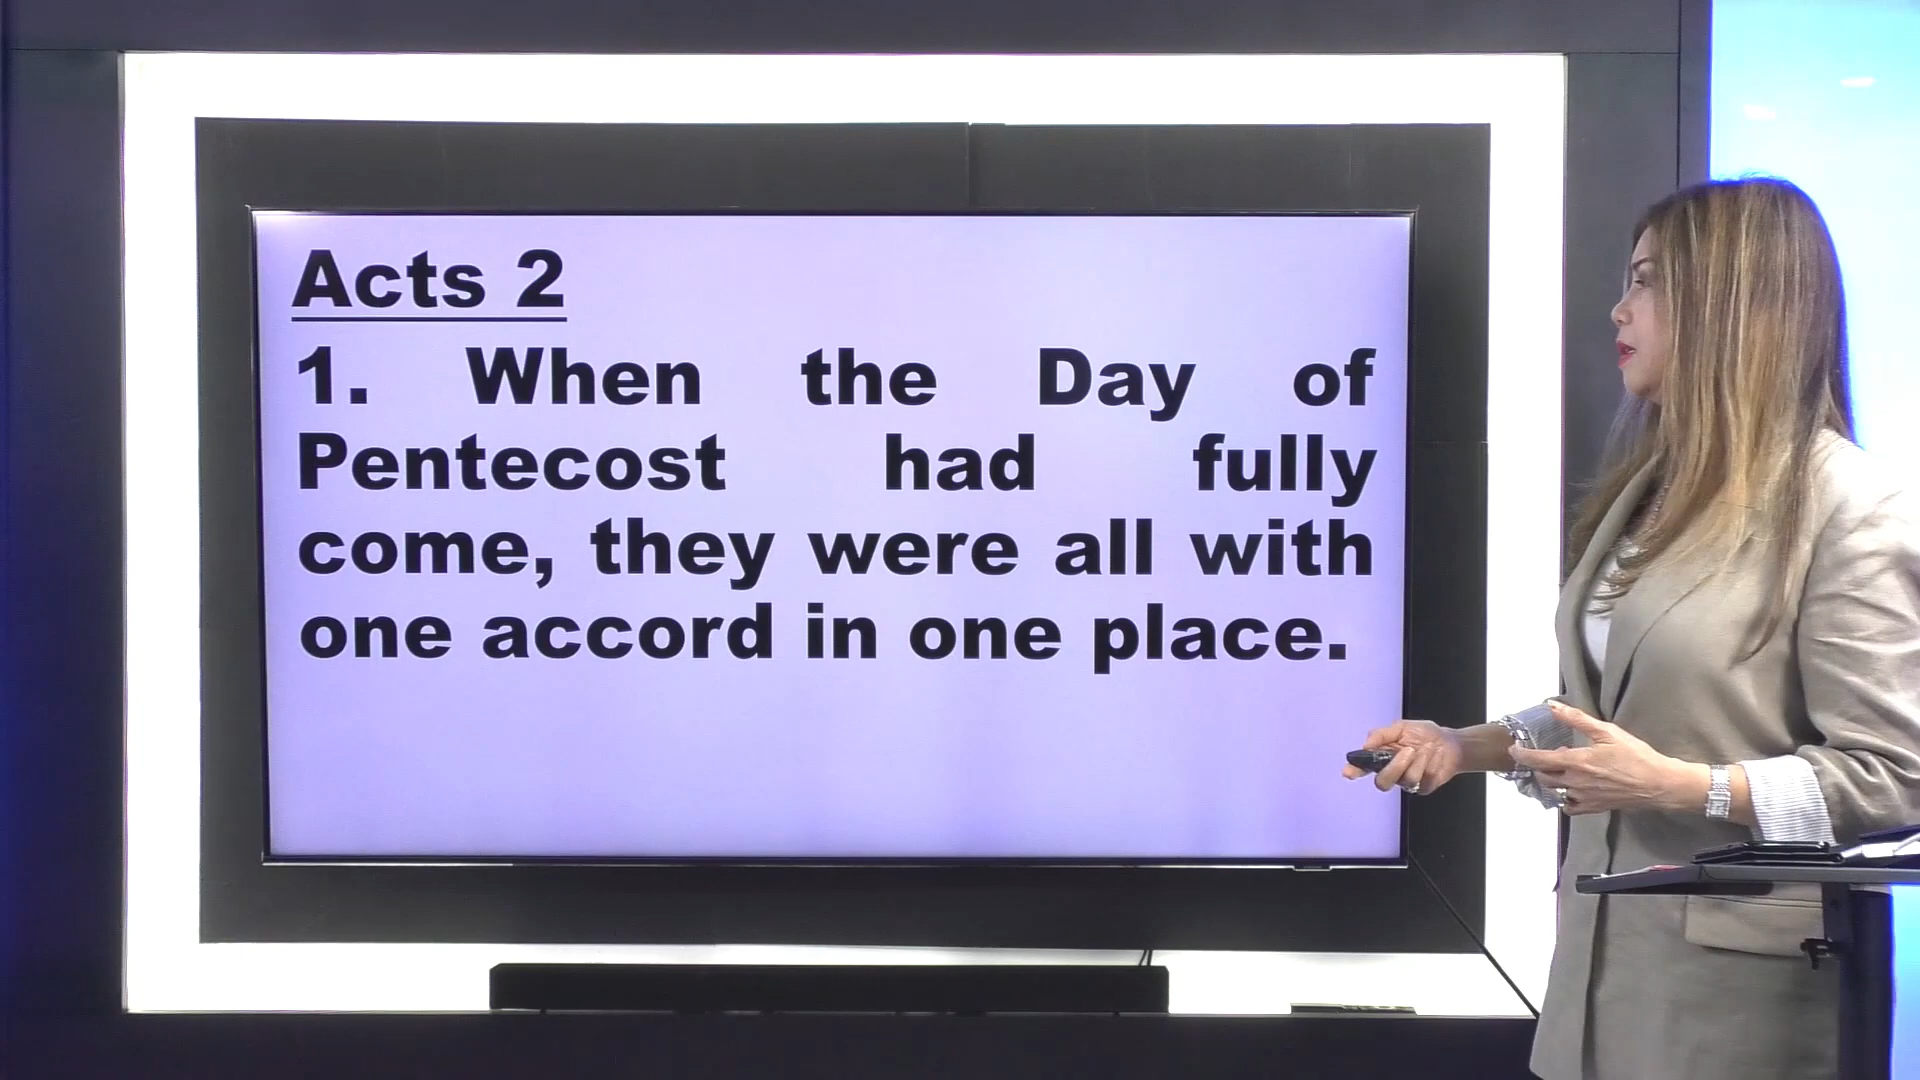 Acts 2
1. When the Day of
Pentecost had fully
come, they were all with
one accord in one place.